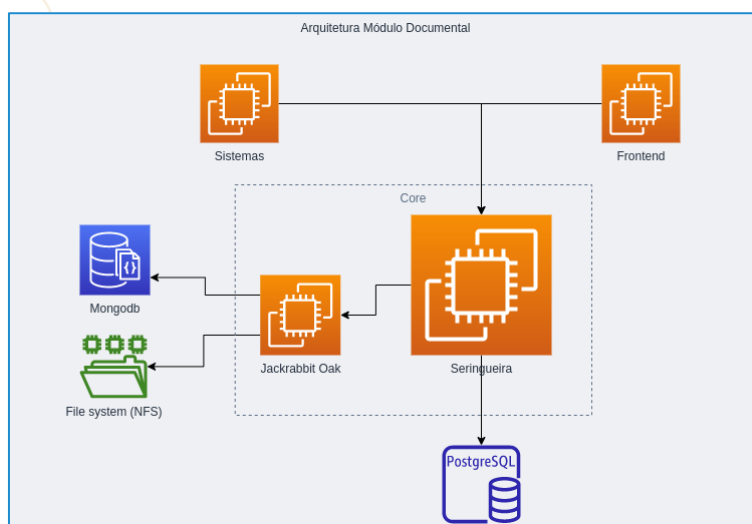 Arquitetura Módulo Documental
Sistemas
Frontend
Core
Mongodb
Jackrabbit Oak
Seringueira
File system (NFS)
PostgreSQL